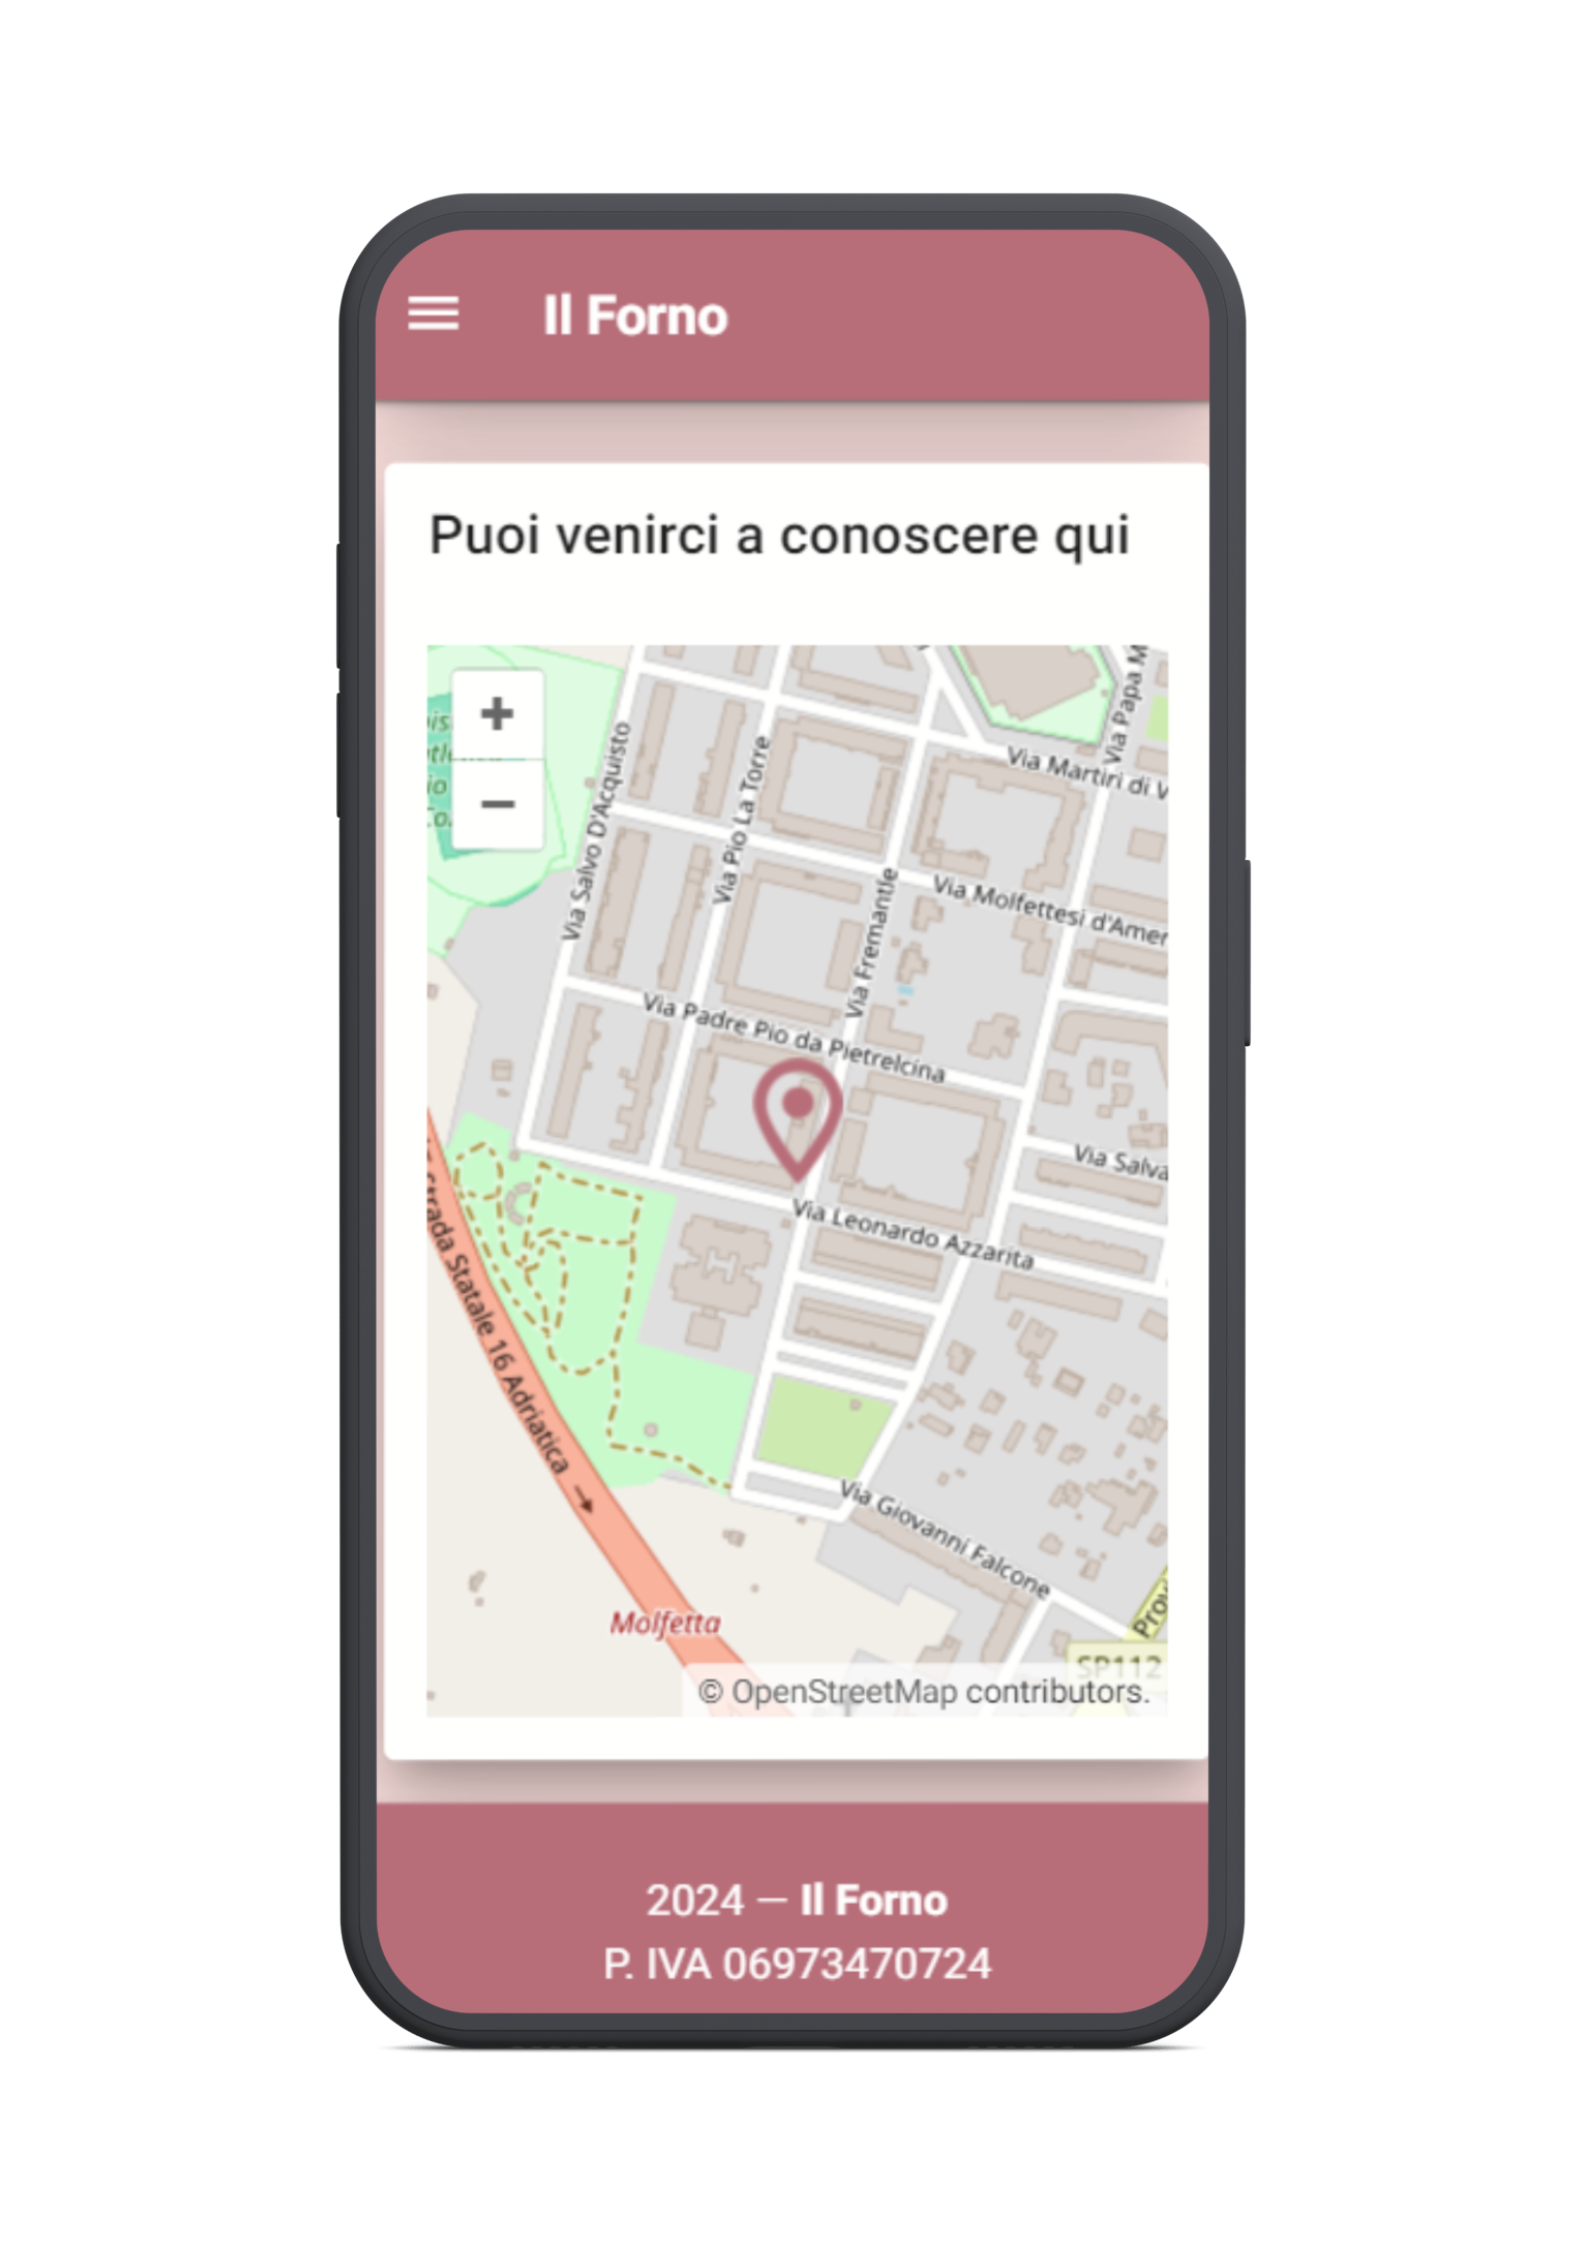 Il Forno
Puoi venirci a conoscere qui
+
−
Via Salvo D'Acquisto
Via Pio La Torre
Via Fremantle
Via Papa M
Via Martiri di V
Via Molfettesi d'Amer
Via Padre Pio da Pietrelcina
Via Salva
Via Leonardo Azzarita
Strada Statale 16 Adriatica
Via Giovanni Falcone
Prov
Molfetta
SP112
© OpenStreetMap contributors.
2024 — Il Forno
P. IVA 06973470724